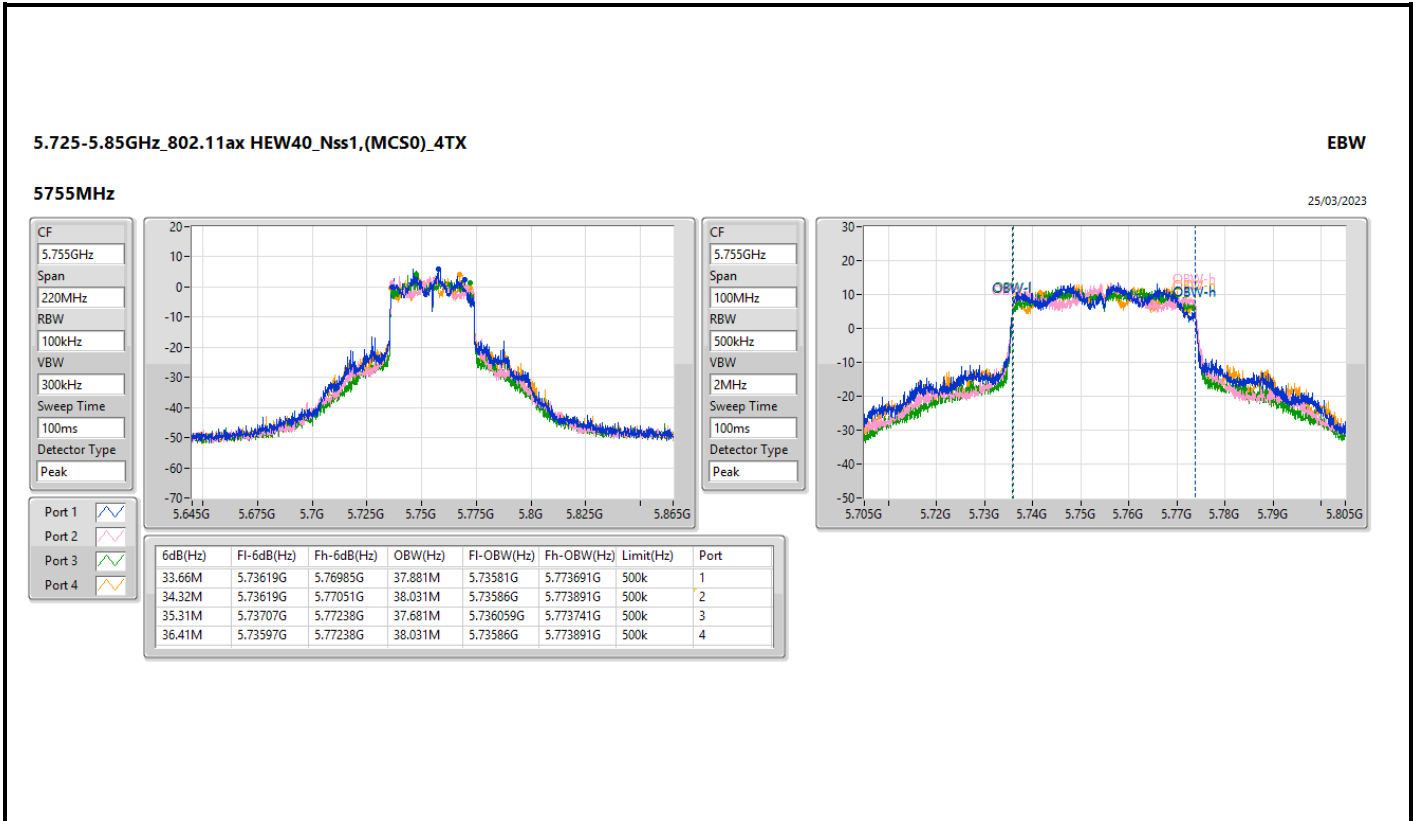 5.725-5.85GHz_802.11ax HEW40_Nss1,(MCS0)_4TX EBW
5755MHz
25/03/2023
CF
5.755GHz
Span
220MHz
RBW
100kHz
VBW
300kHz
Sweep Time
100ms
Detector Type
Peak
20
10
0
-10
-20
-30
-40
-50
-60
-70
5.645G 5.675G 5.7G 5.725G 5.75G 5.775G 5.8G 5.825G 5.865G
CF
5.755GHz
Span
100MHz
RBW
500kHz
VBW
2MHz
Sweep Time
100ms
Detector Type
Peak
30
20
10
0
-10
-20
-30
-40
-50
OBW-l
OBW-h
OBW-h
5.705G 5.72G 5.73G 5.74G 5.75G 5.76G 5.77G 5.78G 5.79G 5.805G
Port 1
Port 2
Port 3
Port 4
6dB(Hz) Fl-6dB(Hz) Fh-6dB(Hz) OBW(Hz) Fl-OBW(Hz) Fh-OBW(Hz) Limit(Hz) Port
33.66M 5.73619G 5.76985G 37.881M 5.73581G 5.773691G 500k 1
34.32M 5.73619G 5.77051G 38.031M 5.73586G 5.773891G 500k 2
35.31M 5.73707G 5.77238G 37.681M 5.736059G 5.773741G 500k 3
36.41M 5.73597G 5.77238G 38.031M 5.73586G 5.773891G 500k 4